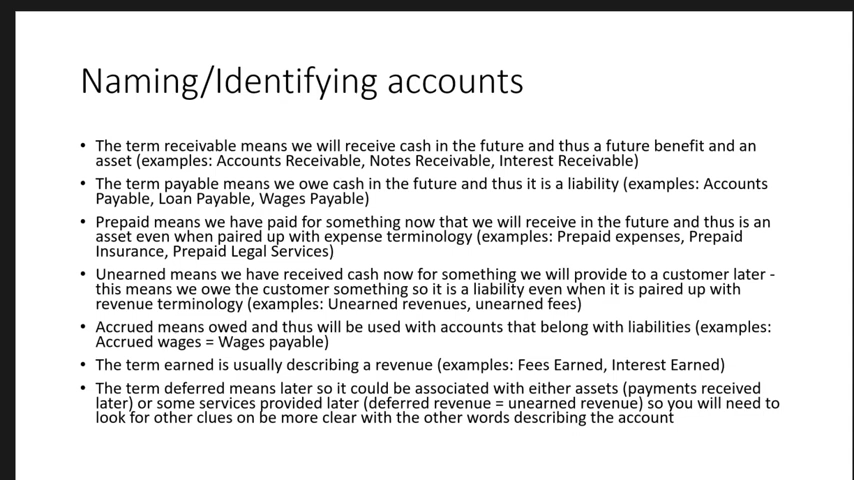 Naming/Identifying accounts
• The term receivable means we will receive cash in the future and thus a future benefit and an
asset (examples: Accounts Receivable, Notes Receivable, Interest Receivable)
• The term payable means we owe cash in the future and thus it is a liability (examples: Accounts
Payable, Loan Payable, Wages Payable)
• Prepaid means we have paid for something now that we will receive in the future and thus is an
asset even when paired up with expense terminology (examples: Prepaid expenses, Prepaid
Insurance, Prepaid Legal Services)
• Unearned means we have received cash now for something we will provide to a customer later -
this means we owe the customer something so it is a liability even when it is paired up with
revenue terminology (examples: Unearned revenues, unearned fees)
• Accrued means owed and thus will be used with accounts that belong with liabilities (examples:
Accrued wages = Wages payable)
• The term earned is usually describing a revenue (examples: Fees Earned, Interest Earned)
• The term deferred means later so it could be associated with either assets (payments received
later) or some services provided later (deferred revenue = unearned revenue) so you will need to
look for other clues on be more clear with the other words describing the account